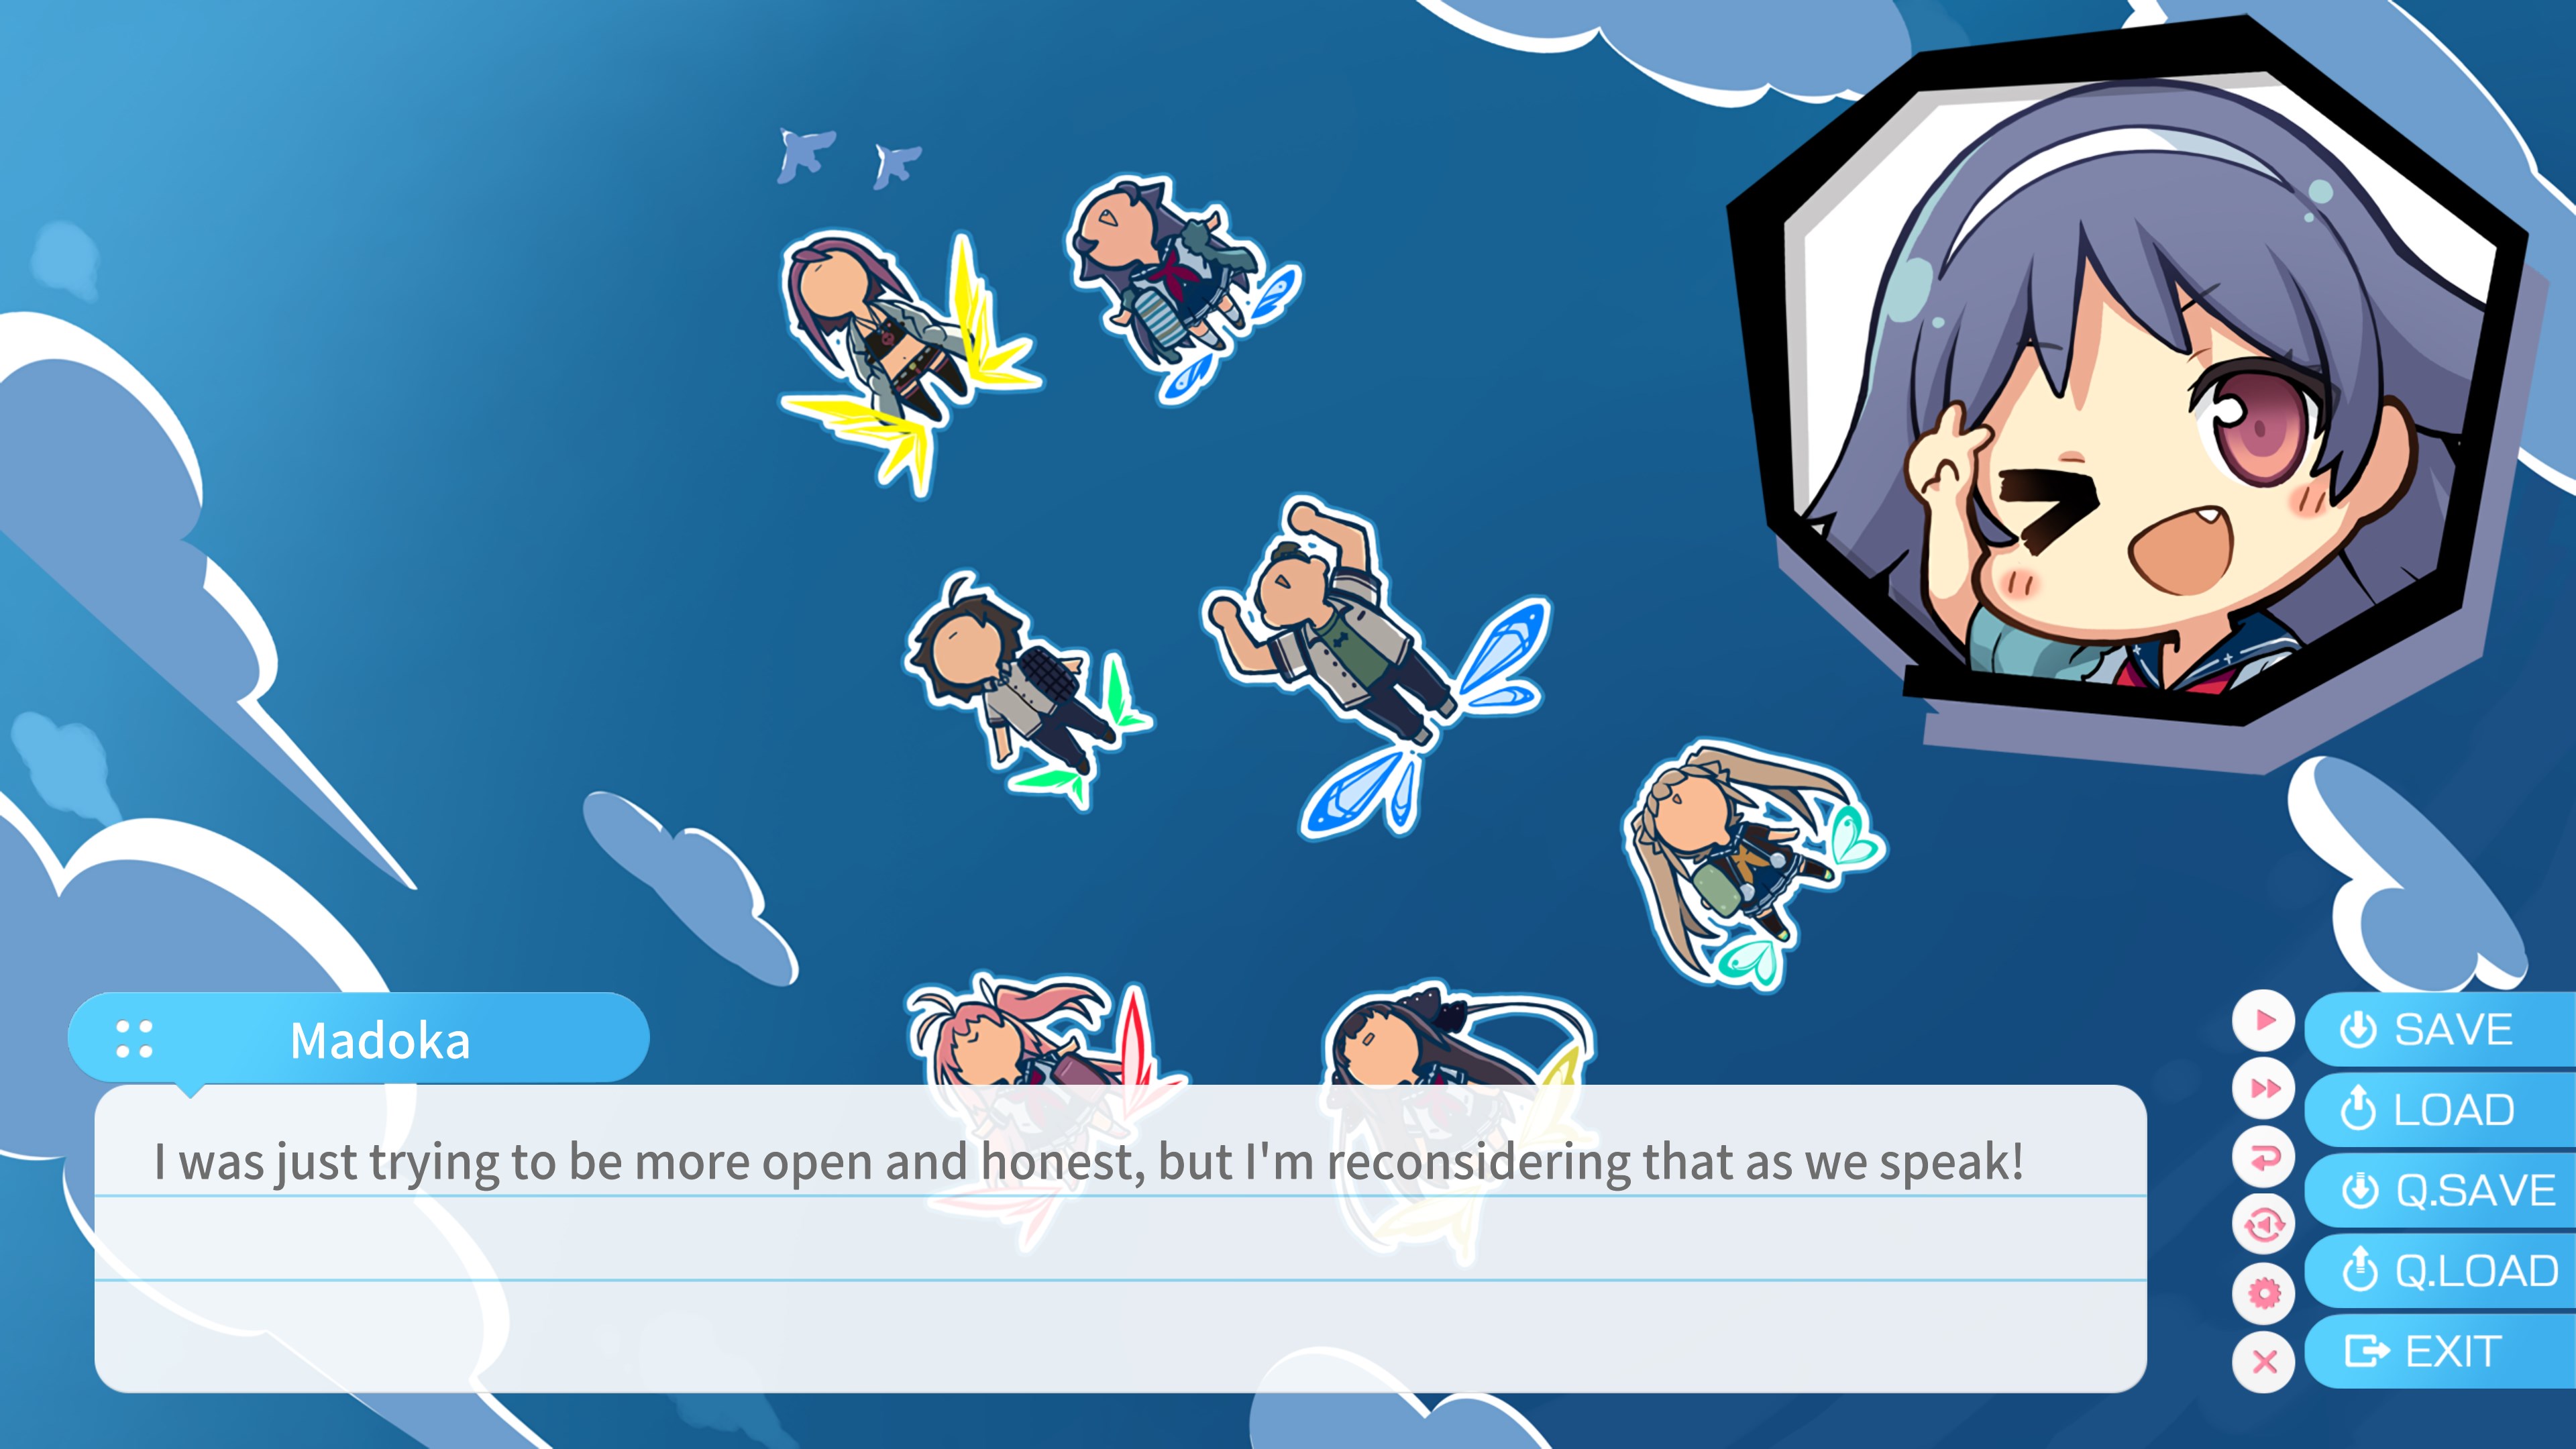 Madoka
I was just trying to be more open and honest, but I'm reconsidering that as we speak!
SAVE
LOAD
Q.SAVE
Q.LOAD
EXIT